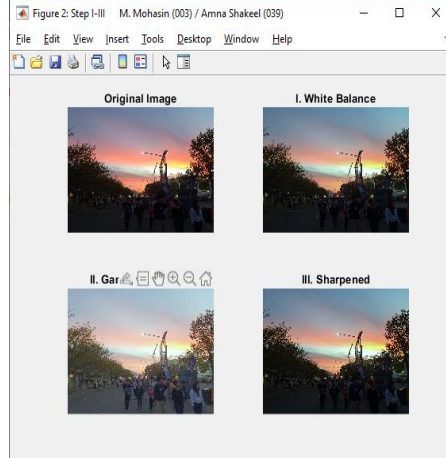 Figure 2: Step I-III M. Mohasin (003) / Amna Shakeel (039)
File Edit View Insert Tools Desktop Window Help
Original Image
I. White Balance
II. Gar
III. Sharpened